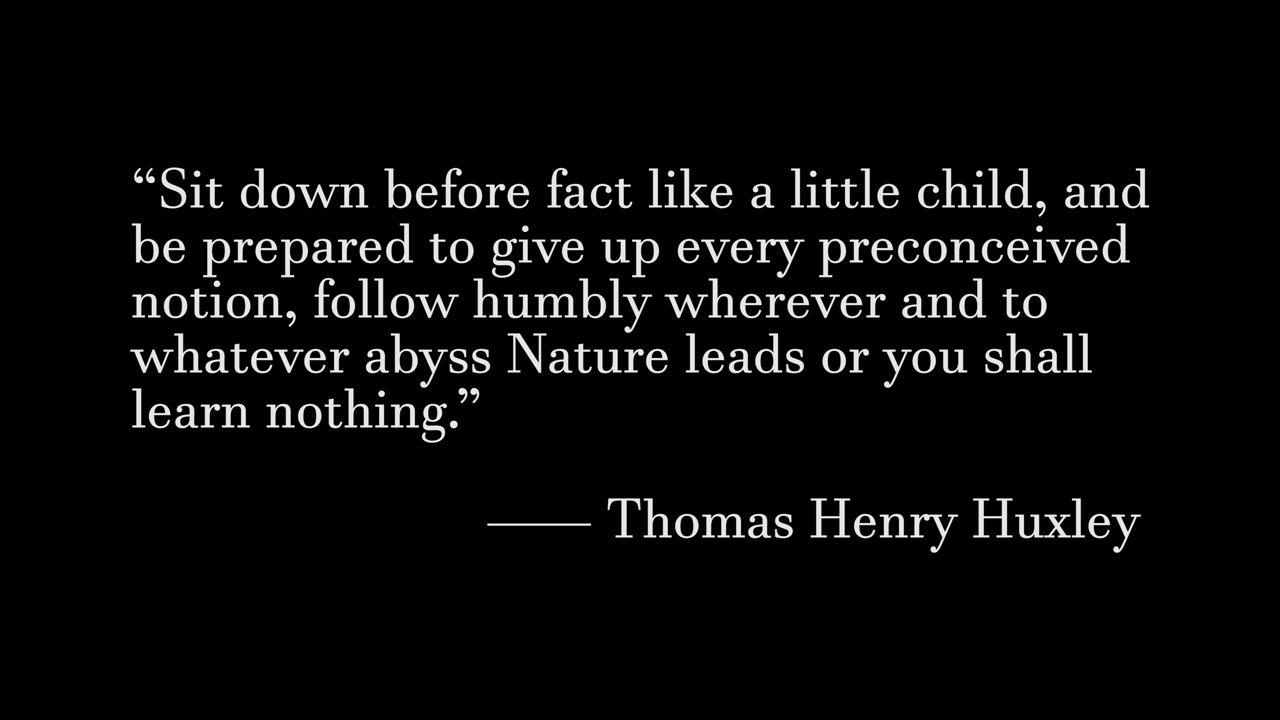 “Sit down before fact like a little child, and
be prepared to give up every preconceived
notion, follow humbly wherever and to
whatever abyss Nature leads or you shall
learn nothing.”
—— Thomas Henry Huxley